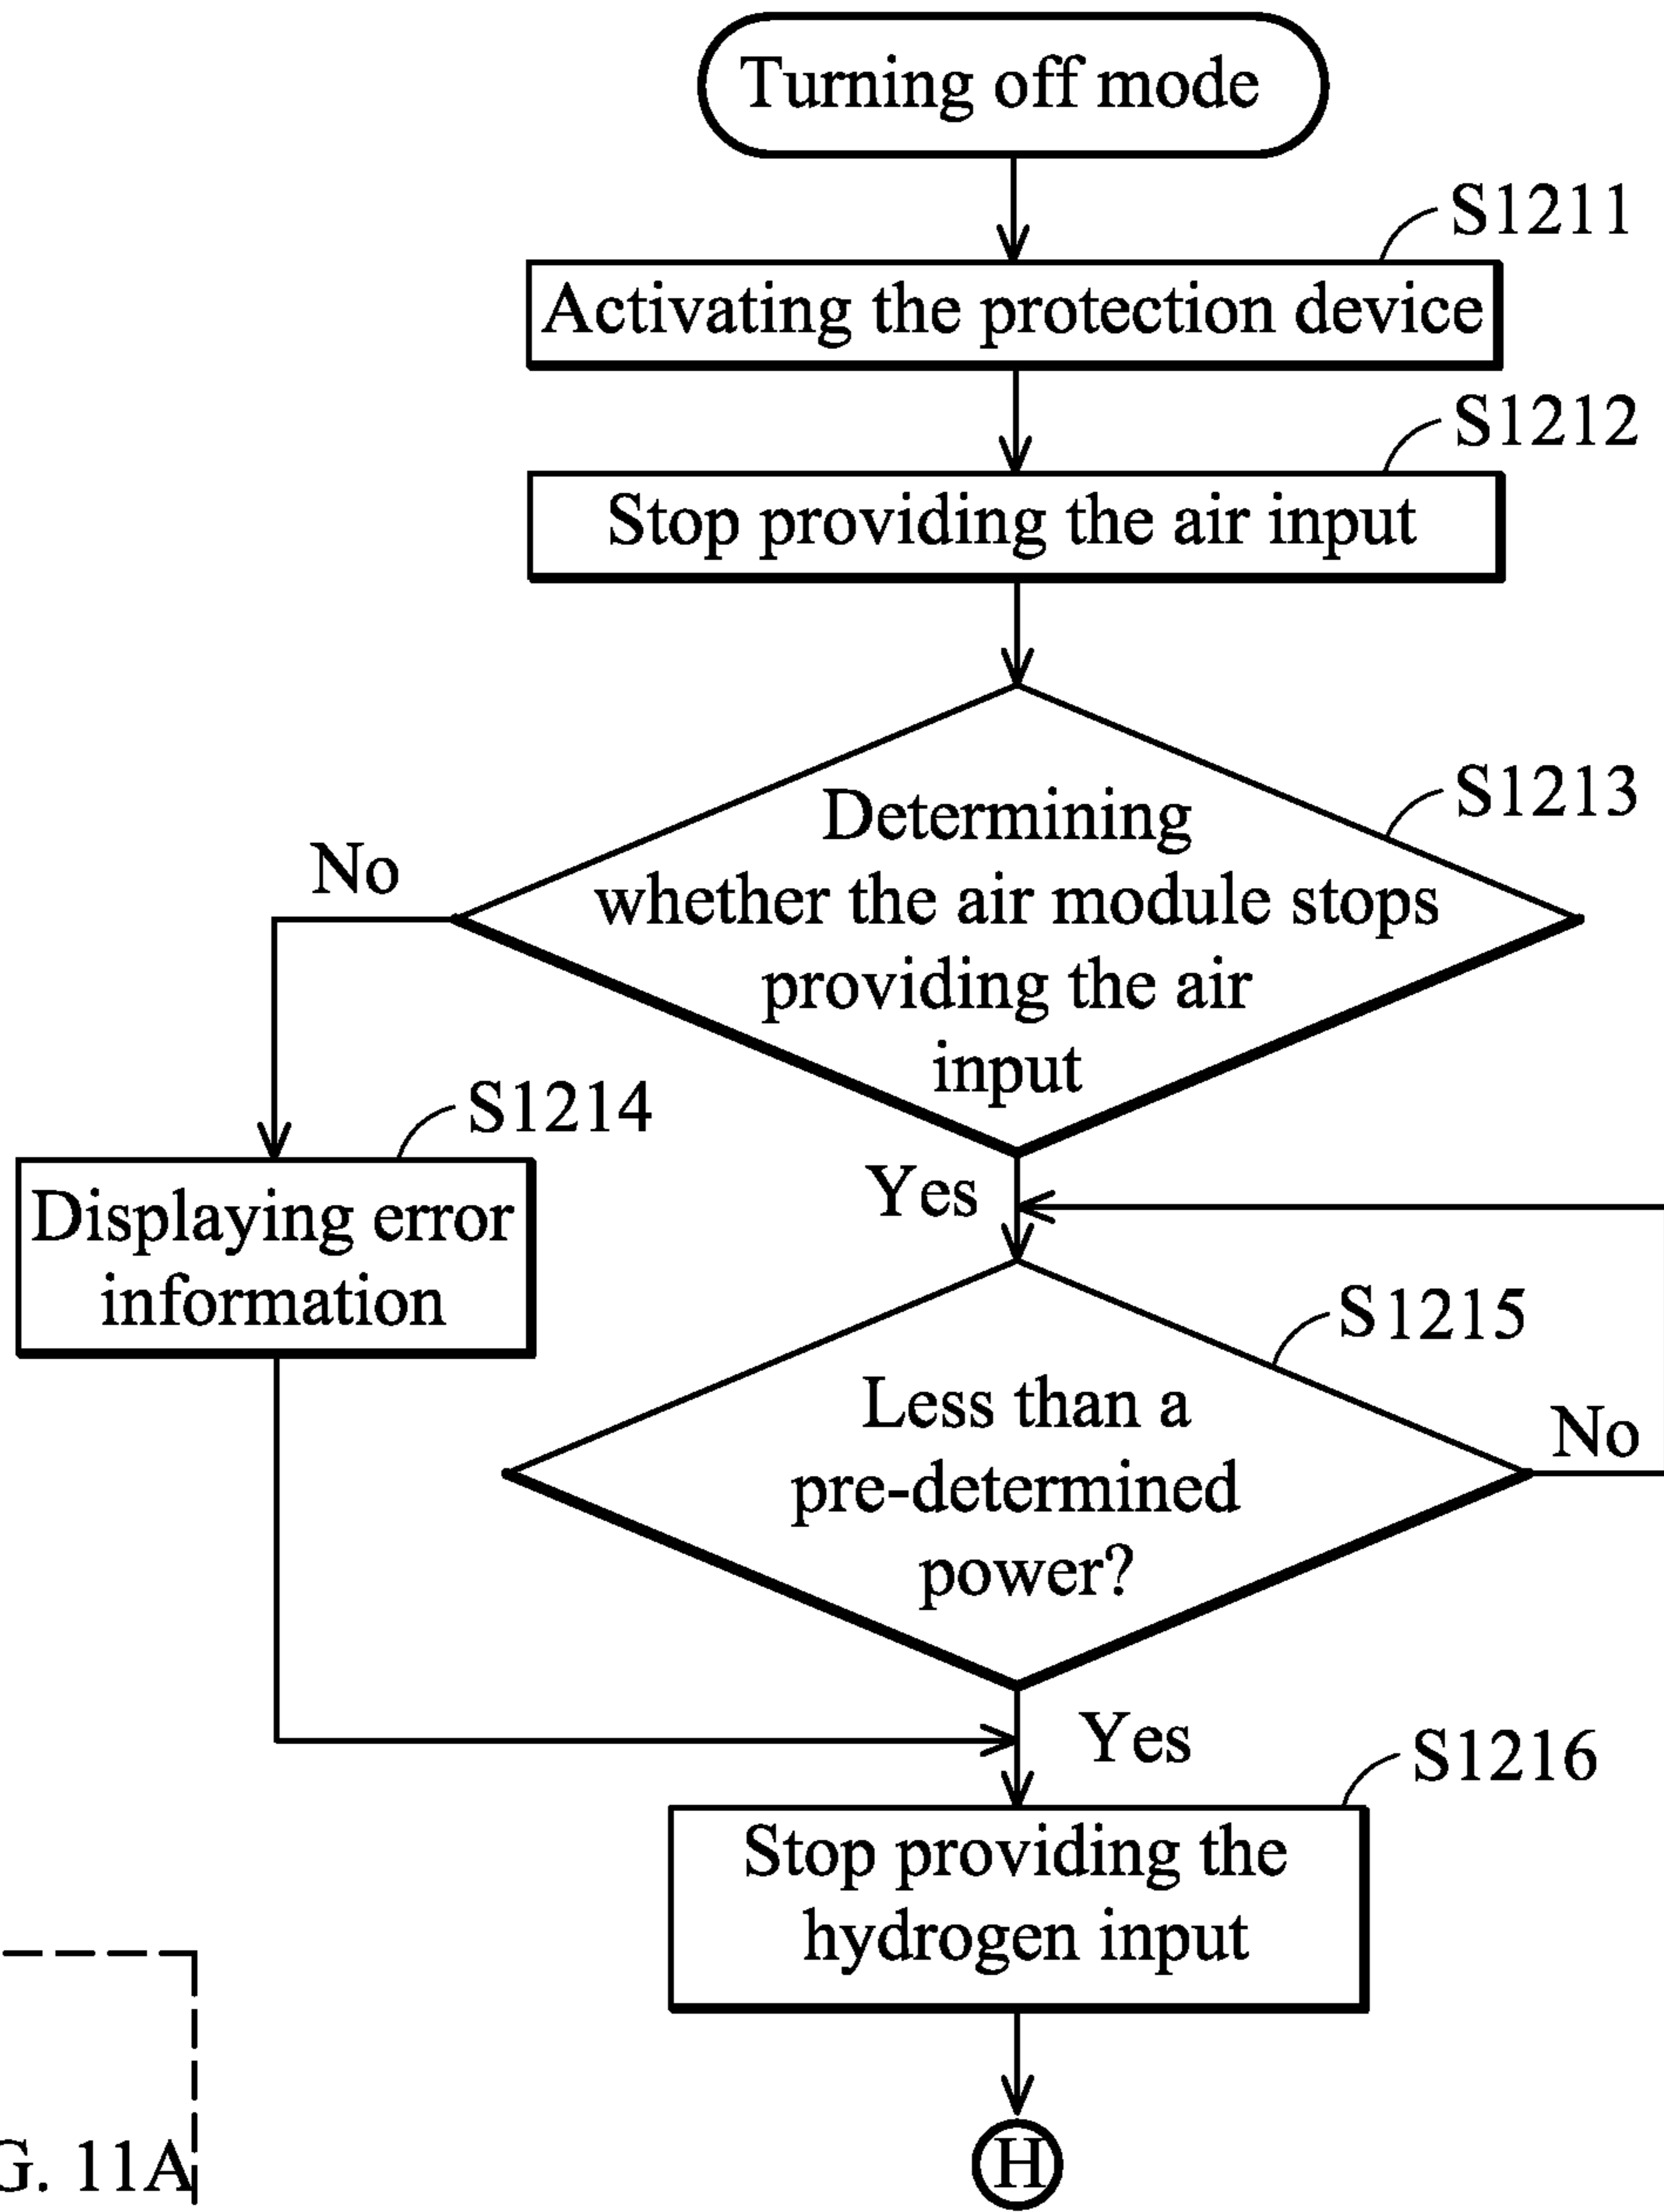 Turning off mode
S1211
Activating the protection device
S1212
Stop providing the air input
S1213
Determining
whether the air module stops
providing the air
input
No
S1214
Displaying error
information
Yes
S1215
Less than a
pre-determined
power?
No
Yes
S1216
Stop providing the
hydrogen input
H
G. 11A